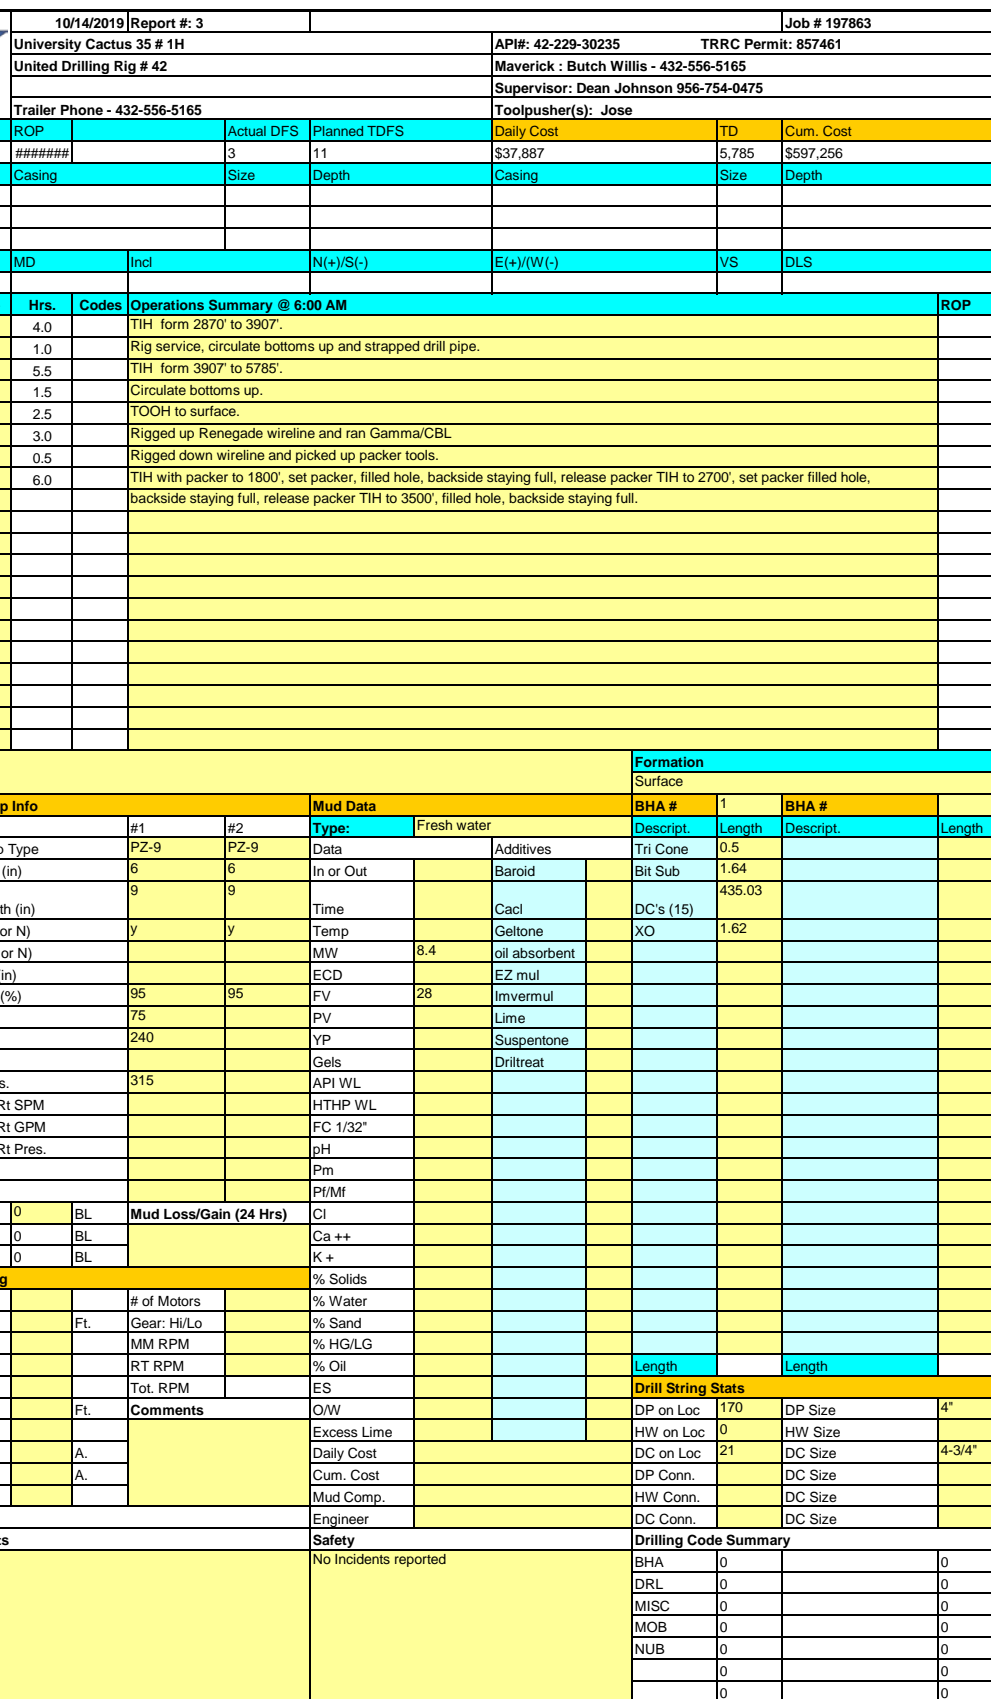 10/14/2019 Report #: 3 Job # 197863
University Cactus 35 # 1H API#: 42-229-30235 TRRC Permit: 857461
United Drilling Rig # 42 Maverick : Butch Willis - 432-556-5165
Supervisor: Dean Johnson 956-754-0475
Trailer Phone - 432-556-5165 Toolpusher(s): Jose
ROP Actual DFS Planned TDFS Daily Cost TD Cum. Cost
####### 3 11 $37,887 5,785 $597,256
Casing Size Depth Casing Size Depth
MD Incl N(+)/S(-) E(+)/(W(-) VS DLS
Hrs. Codes Operations Summary @ 6:00 AM ROP
4.0 TIH form 2870' to 3907'.
1.0 Rig service, circulate bottoms up and strapped drill pipe.
5.5 TIH form 3907' to 5785'.
1.5 Circulate bottoms up.
2.5 TOOH to surface.
3.0 Rigged up Renegade wireline and ran Gamma/CBL
0.5 Rigged down wireline and picked up packer tools.
6.0 TIH with packer to 1800', set packer, filled hole, backside staying full, release packer TIH to 2700', set packer filled hole,
backside staying full, release packer TIH to 3500', filled hole, backside staying full.
Formation
Surface
p Info Mud Data BHA # 1 BHA #
#1 #2 Type: Fresh water Descript. Length Descript. Length
o Type PZ-9 PZ-9 Data Additives Tri Cone 0.5
(in) 6 6 In or Out Baroid Bit Sub 1.64
th (in) 9 9 Time Cacl DC's (15) 435.03
or N) y y Temp Geltone XO 1.62
or N) MW 8.4 oil absorbent
in) ECD EZ mul
(%) 95 95 FV 28 Imvermul
75 PV Lime
240 YP Suspentone
Gels Driltreat
s. 315 API WL
Rt SPM HTHP WL
Rt GPM FC 1/32"
Rt Pres. pH
Pm
Pf/Mf
0 BL Mud Loss/Gain (24 Hrs) Cl
0 BL Ca ++
0 BL K +
g % Solids
# of Motors % Water
Ft. Gear: Hi/Lo % Sand
MM RPM % HG/LG
RT RPM % Oil Length Length
Tot. RPM ES Drill String Stats
Ft. Comments O/W DP on Loc 170 DP Size 4"
Excess Lime HW on Loc 0 HW Size
A. Daily Cost DC on Loc 21 DC Size 4-3/4"
A. Cum. Cost DP Conn. DC Size
Mud Comp. HW Conn. DC Size
Engineer DC Conn. DC Size
ts Safety Drilling Code Summary
No Incidents reported BHA 0 0
DRL 0 0
MISC 0 0
MOB 0 0
NUB 0 0
0 0
0 0